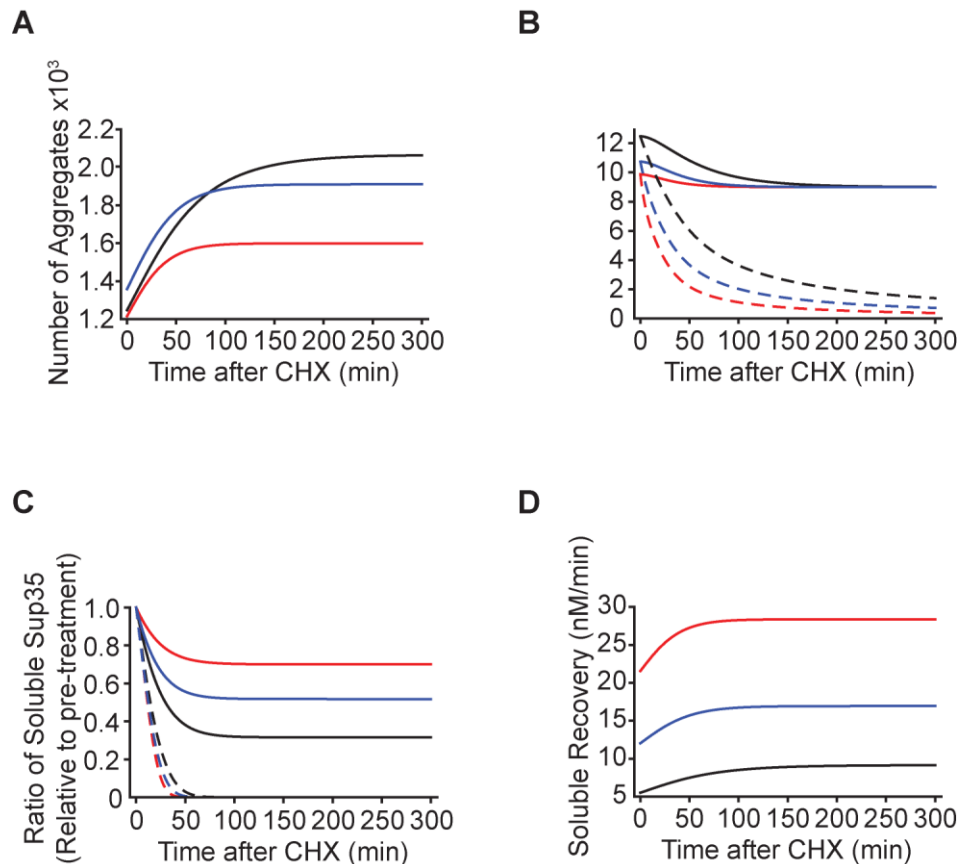 A
Number of Aggregates x10³
2.2
2.0
1.8
1.6
1.4
1.2
0 50 100 150 200 250 300
Time after CHX (min)
B
12
10
8
6
4
2
0
0 50 100 150 200 250 300
Time after CHX (min)
C
Ratio of Soluble Sup35
(Relative to pre-treatment)
1.0
0.8
0.6
0.4
0.2
0
0 50 100 150 200 250 300
Time after CHX (min)
D
Soluble Recovery (nM/min)
30
25
20
15
10
5
0 50 100 150 200 250 300
Time after CHX (min)